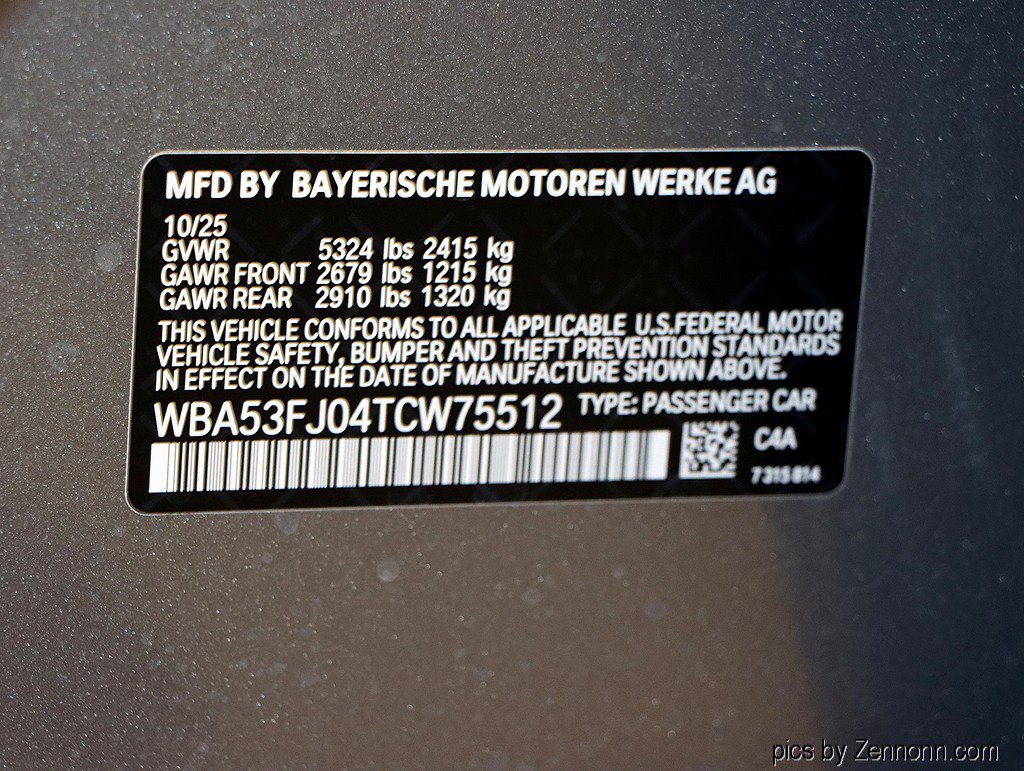 MFD BY BAYERISCHE MOTOREN WERKE AG
10/25
GVWR 5324 lbs 2415 kg
GAWR FRONT 2679 lbs 1215 kg
GAWR REAR 2910 lbs 1320 kg
THIS VEHICLE CONFORMS TO ALL APPLICABLE U.S.FEDERAL MOTOR
VEHICLE SAFETY, BUMPER AND THEFT PREVENTION STANDARDS
IN EFFECT ON THE DATE OF MANUFACTURE SHOWN ABOVE.
WBA53FJ04TCW75512 TYPE: PASSENGER CAR
C4A
7315814
pics by Zennonn.com